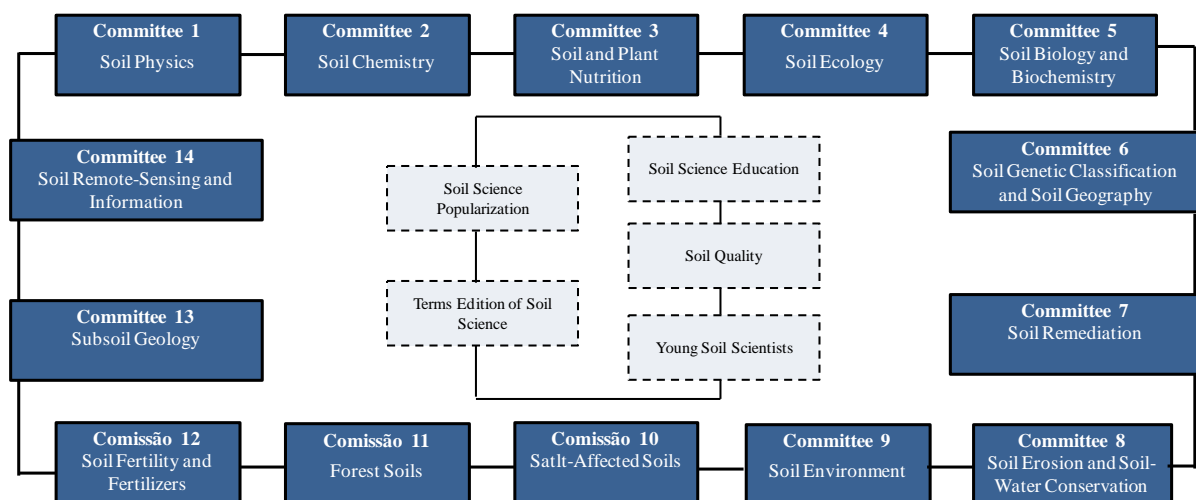 Committee 1
Soil Physics
Committee 2
Soil Chemistry
Committee 3
Soil and Plant
Nutrition
Committee 4
Soil Ecology
Committee 5
Soil Biology and
Biochemistry
Committee 14
Soil Remote-Sensing and
Information
Soil Science
Popularization
Soil Science Education
Committee 6
Soil Genetic Classification
and Soil Geography
Soil Quality
Committee 13
Subsoil Geology
Terms Edition of Soil
Science
Young Soil Scientists
Committee 7
Soil Remediation
Comissão 12
Soil Fertility and
Fertilizers
Comissão 11
Forest Soils
Comissão 10
Satlt-Affected Soils
Committee 9
Soil Environment
Committee 8
Soil Erosion and Soil-
Water Conservation